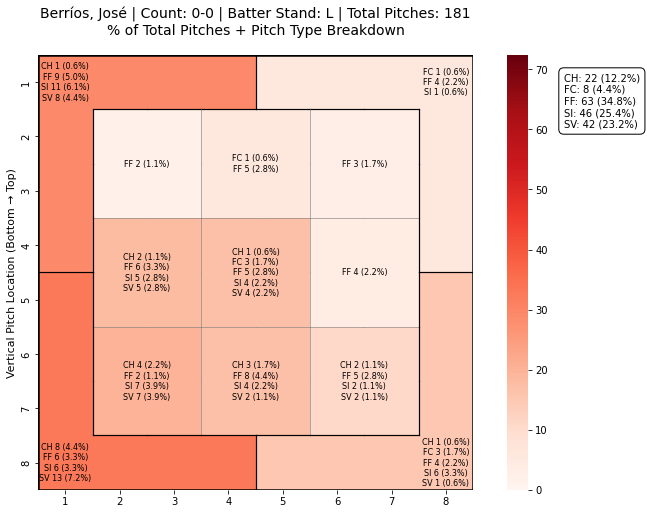 Berríos, José | Count: 0-0 | Batter Stand: L | Total Pitches: 181
% of Total Pitches + Pitch Type Breakdown
CH 1 (0.6%)
FF 9 (5.0%)
SI 11 (6.1%)
SV 8 (4.4%)
FC 1 (0.6%)
FF 4 (2.2%)
SI 1 (0.6%)
FF 2 (1.1%)
FC 1 (0.6%)
FF 5 (2.8%)
FF 3 (1.7%)
CH 2 (1.1%)
FF 6 (3.3%)
SI 5 (2.8%)
SV 5 (2.8%)
CH 1 (0.6%)
FC 3 (1.7%)
FF 5 (2.8%)
SI 4 (2.2%)
SV 4 (2.2%)
FF 4 (2.2%)
CH 4 (2.2%)
FF 2 (1.1%)
SI 7 (3.9%)
SV 7 (3.9%)
CH 3 (1.7%)
FF 8 (4.4%)
SI 4 (2.2%)
SV 2 (1.1%)
CH 2 (1.1%)
FF 5 (2.8%)
SI 2 (1.1%)
SV 2 (1.1%)
CH 8 (4.4%)
FF 6 (3.3%)
SI 6 (3.3%)
SV 13 (7.2%)
CH 1 (0.6%)
FC 3 (1.7%)
FF 4 (2.2%)
SI 6 (3.3%)
SV 1 (0.6%)
Vertical Pitch Location (Bottom → Top)
1
2
3
4
5
6
7
8
1 2 3 4 5 6 7 8
70
60
50
40
30
20
10
0
CH: 22 (12.2%)
FC: 8 (4.4%)
FF: 63 (34.8%)
SI: 46 (25.4%)
SV: 42 (23.2%)